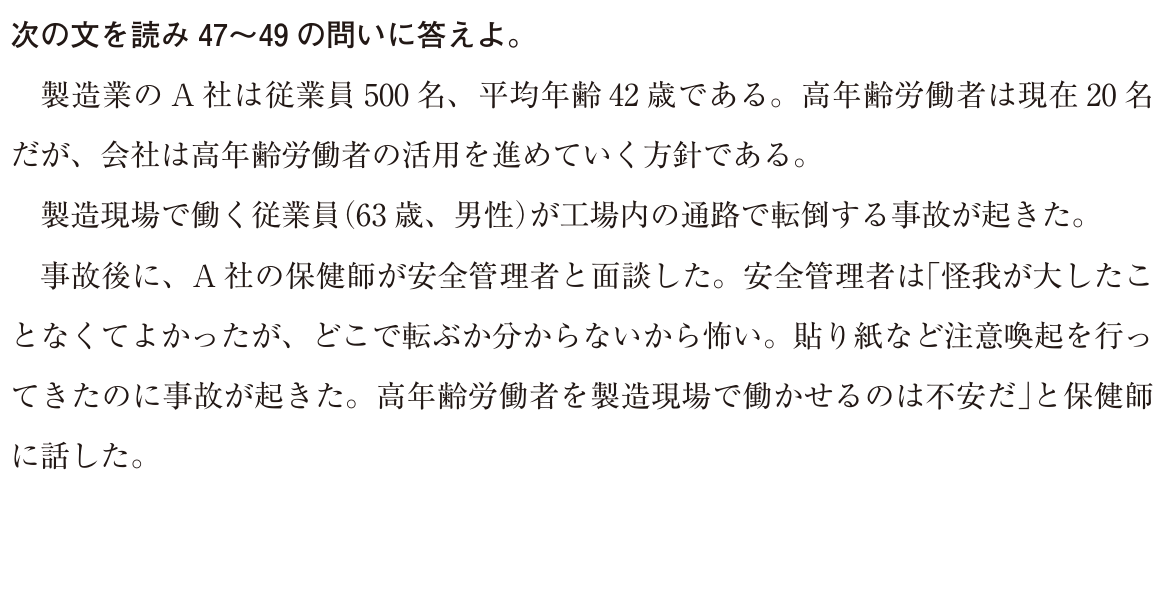 次の文を読み 47〜49 の問いに答えよ。
　製造業の A 社は従業員 500 名、平均年齢 42 歳である。高年齢労働者は現在 20 名
だが、会社は高年齢労働者の活用を進めていく方針である。
　製造現場で働く従業員(63 歳、男性)が工場内の通路で転倒する事故が起きた。
　事故後に、A 社の保健師が安全管理者と面談した。安全管理者は「怪我が大したこ
となくてよかったが、どこで転ぶか分からないから怖い。貼り紙など注意喚起を行っ
てきたのに事故が起きた。高年齢労働者を製造現場で働かせるのは不安だ」と保健師
に話した。